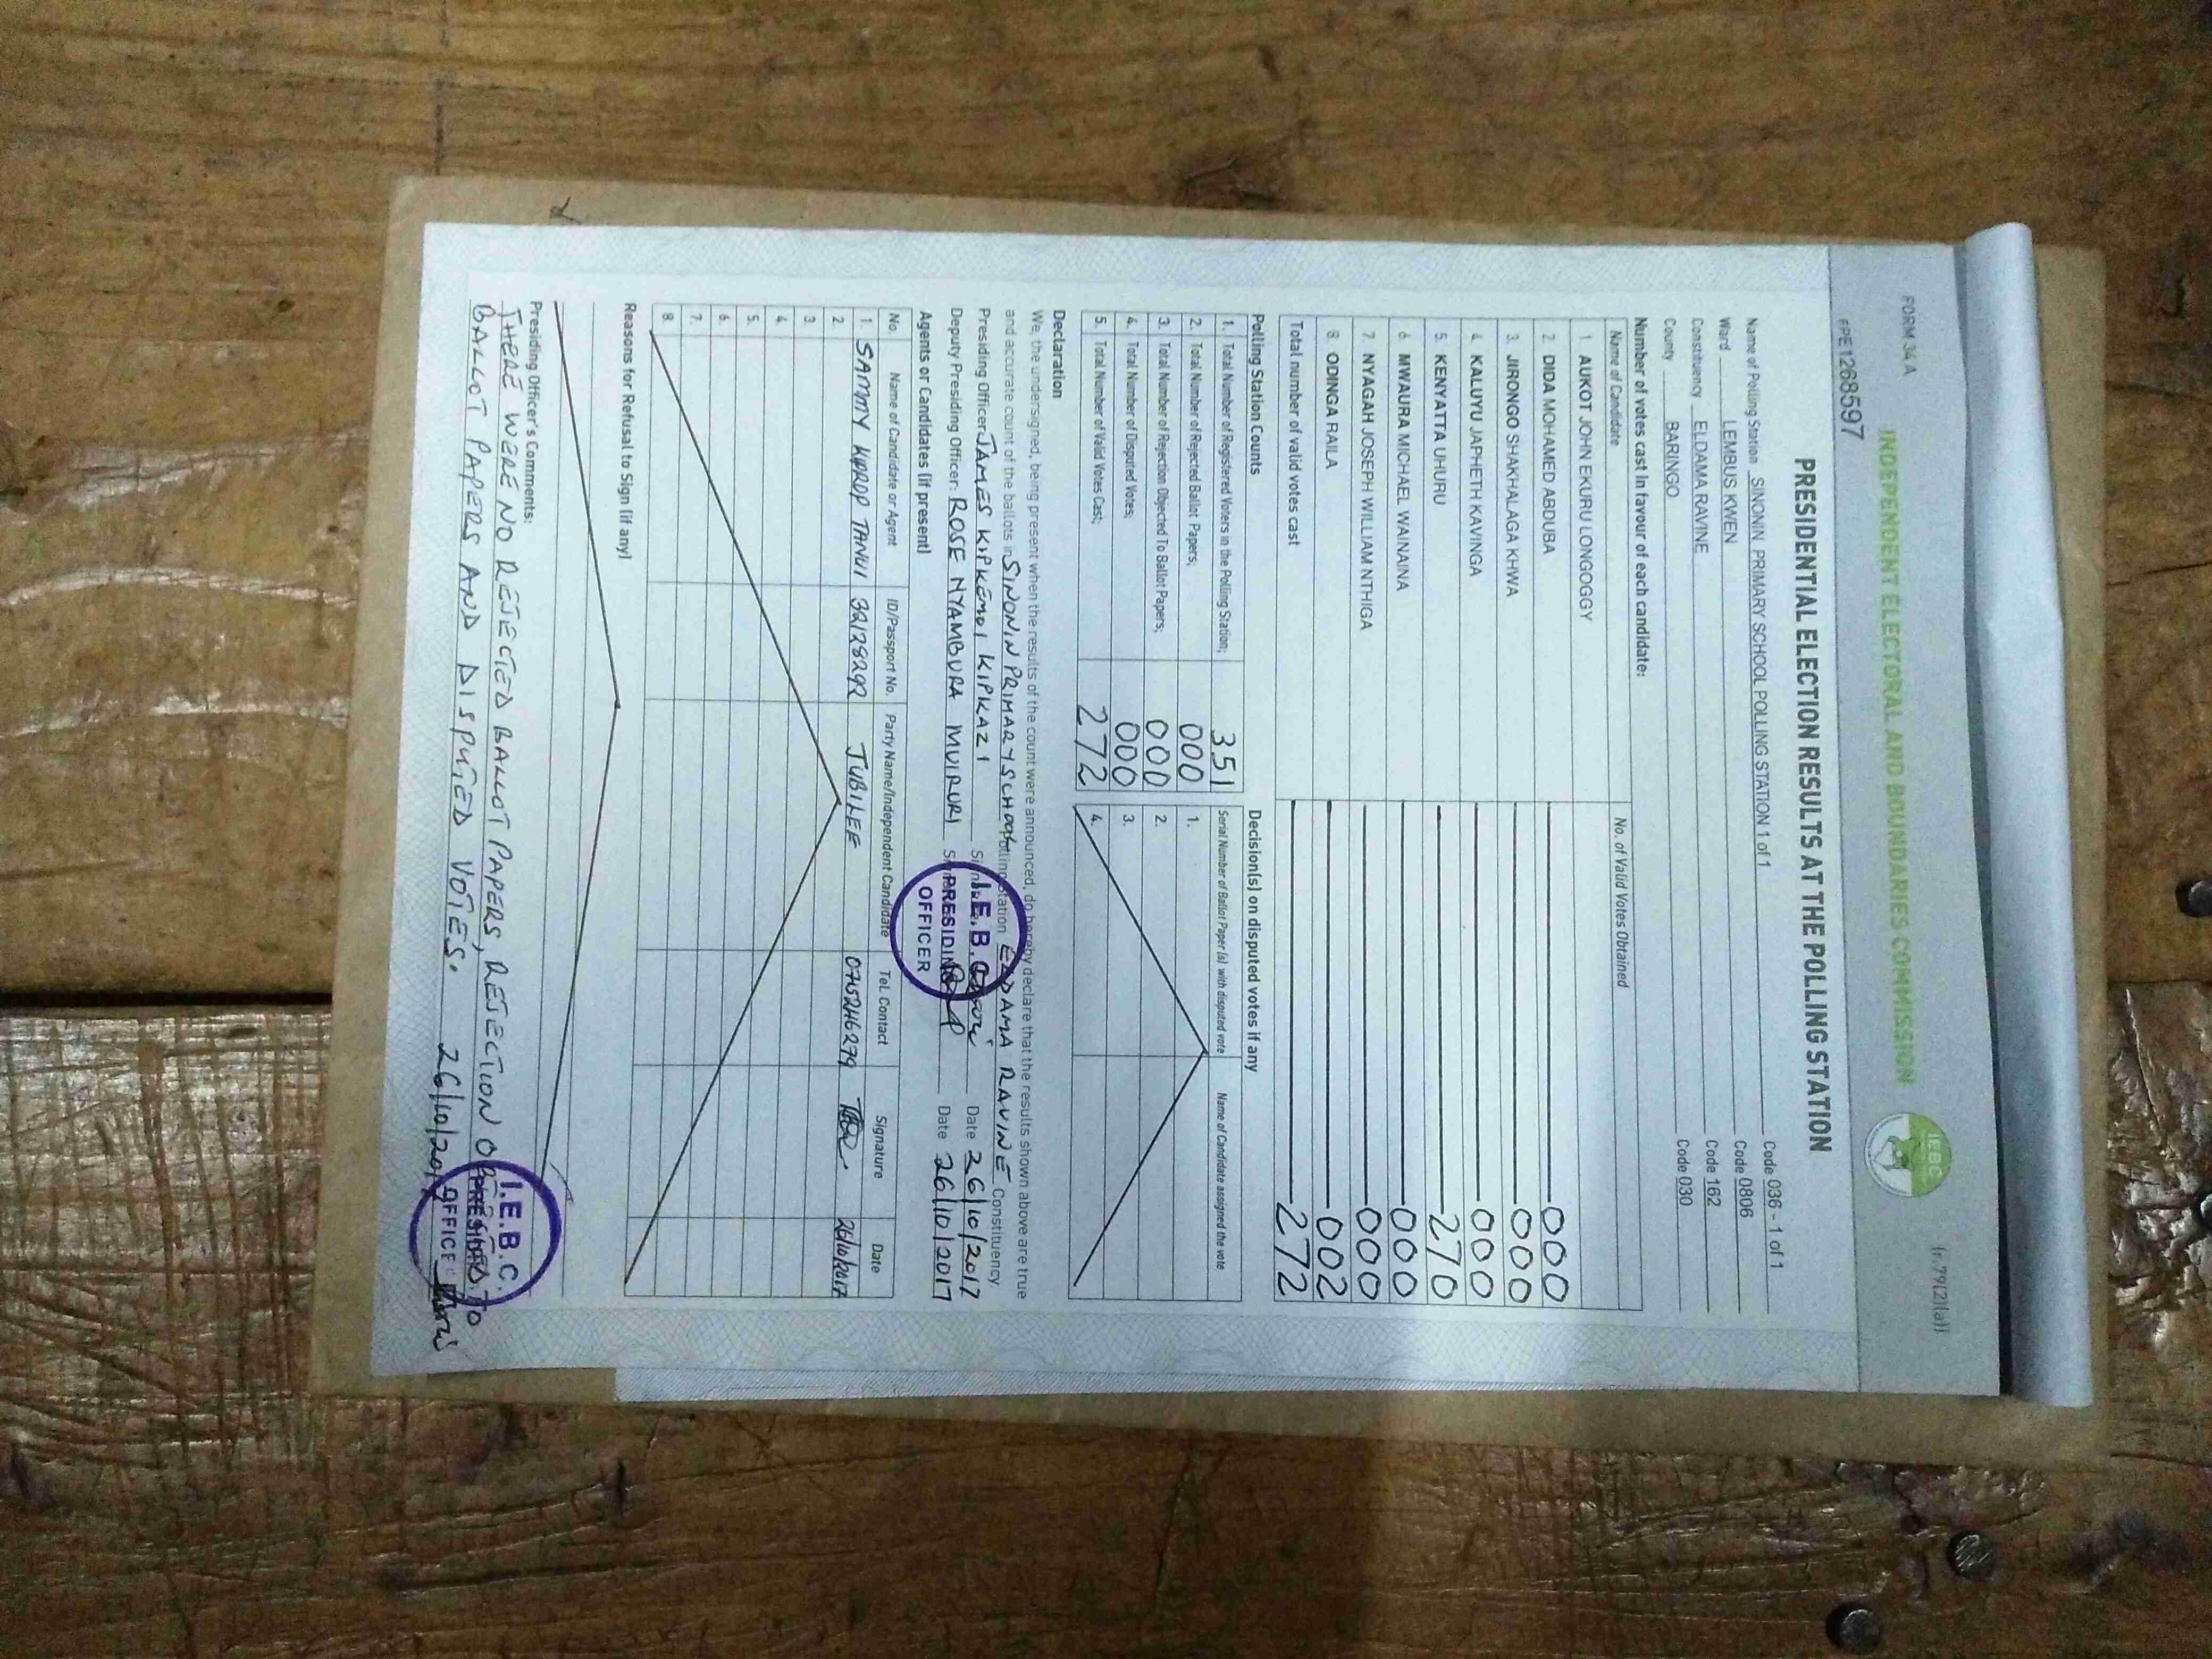 FORM 34 A (r.79(2)(a))
INDEPENDENT ELECTORAL AND BOUNDARIES COMMISSION
IEBC
PE1268597
PRESIDENTIAL ELECTION RESULTS AT THE POLLING STATION
Name of Polling Station SINONIN PRIMARY SCHOOL POLLING STATION 1 of 1 Code 036 - 1 of 1
Ward LEMBUS KWEN Code 0806
Constituency ELDAMA RAVINE Code 162
County BARINGO Code 030
Number of votes cast in favour of each candidate:
Name of Candidate No. of Valid Votes Obtained
1 AUKOT JOHN EKURU LONGOGGY
2 DIDA MOHAMED ABDUBA 000
3. JIRONGO SHAKHALAGA KHWA 000
4. KALUYU JAPHETH KAVINGA 000
5. KENYATTA UHURU 270
6 MWAURA MICHAEL WAINAINA 000
7. NYAGAH JOSEPH WILLIAM NTHIGA 000
8 ODINGA RAILA 002
Total number of valid votes cast 272
Polling Station Counts Decision(s) on disputed votes if any
1. Total Number of Registered Voters in the Polling Station; 351 Serial Number of Ballot Paper (s) with disputed vote Name of Candidate assigned the vote
2. Total Number of Rejected Ballot Papers; 000 1.
3. Total Number of Rejection Objected To Ballot Papers; 000 2.
4. Total Number of Disputed Votes; 000 3.
5. Total Number of Valid Votes Cast; 272 4.
Declaration
We, the undersigned, being present when the results of the count were announced, do hereby declare that the results shown above are true
and accurate count of the ballots in SINONIN PRIMARY SCHOOL Polling Station ELDAMA RAVINE Constituency.
Presiding Officer: JAMES KIPKEMOI KIPKAZI Date 26/10/2017
Deputy Presiding Officer: ROSE NYAMBURA MUIRURI Date 26/10/2017
I.E.B.C
PRESIDING
OFFICER
Agents or Candidates (if present)
No. Name of Candidate or Agent ID/Passport No. Party Name/Independent Candidate Tel. Contact Signature Date
1. SAMMY KIPROP TANUI 32128292 JUBILEE 0715246279 26/10/2017
2.
3.
4.
5.
6.
7.
8.
Reasons for Refusal to Sign (if any)
Presiding Officer's Comments:
THERE WERE NO REJECTED BALLOT PAPERS, REJECTION OBJECTED TO
BALLOT PAPERS AND DISPUTED VOTES. 26/10/2017
I.E.B.C.
PRESIDING
OFFICER